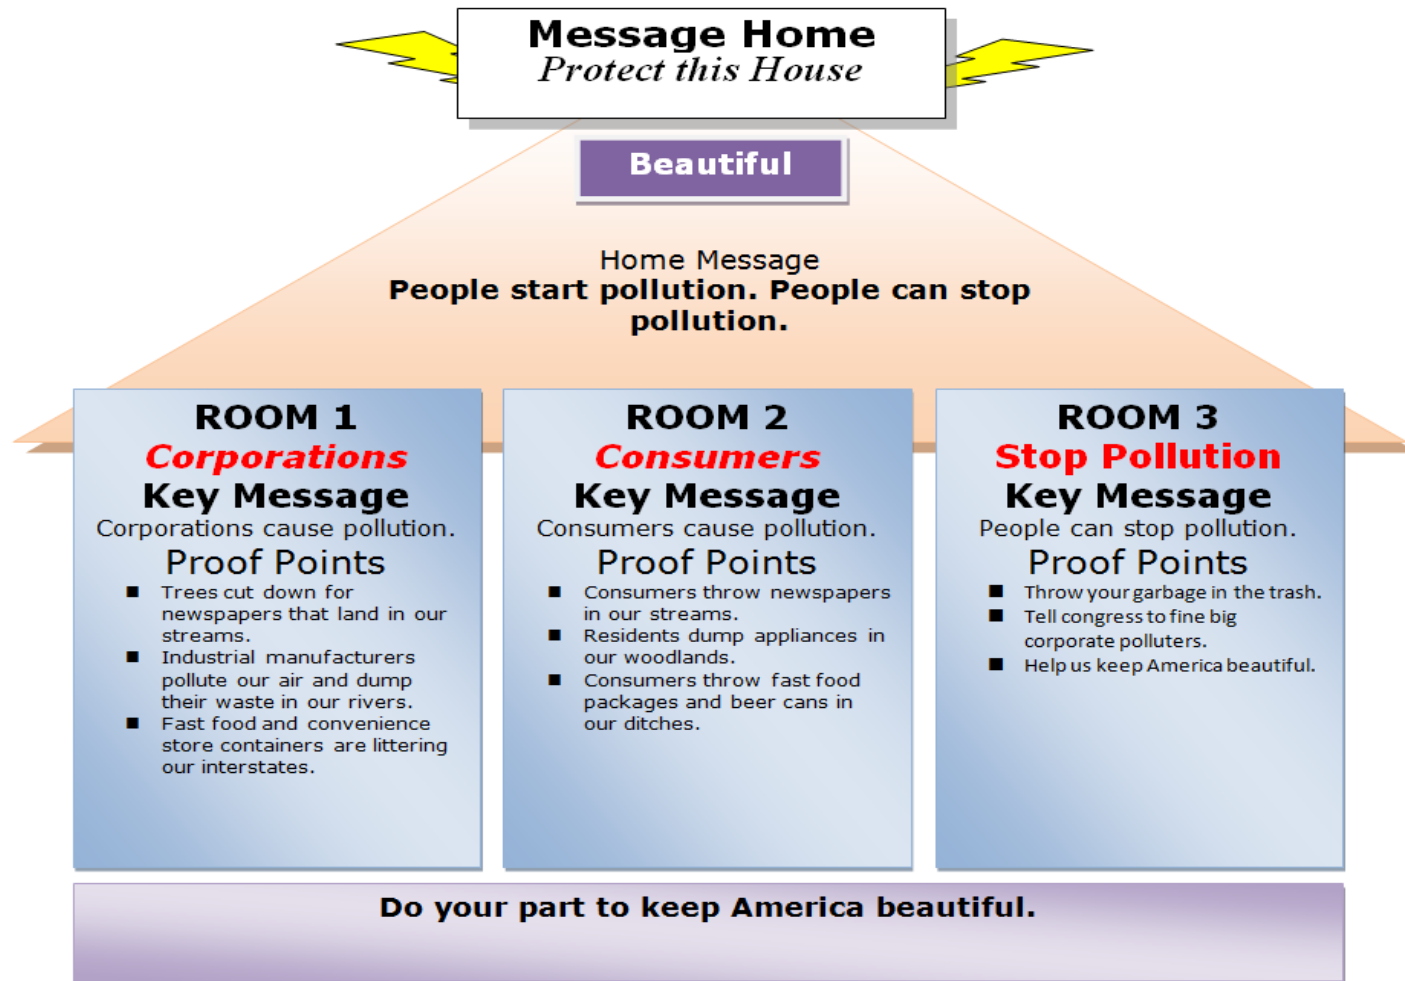 Message Home
Protect this House
Beautiful
Home Message
People start pollution. People can stop
pollution.
ROOM 1
Corporations
Key Message
Corporations cause pollution.
Proof Points
■ Trees cut down for
newspapers that land in our
streams.
■ Industrial manufacturers
pollute our air and dump
their waste in our rivers.
■ Fast food and convenience
store containers are littering
our interstates.
ROOM 2
Consumers
Key Message
Consumers cause pollution.
Proof Points
■ Consumers throw newspapers
in our streams.
■ Residents dump appliances in
our woodlands.
■ Consumers throw fast food
packages and beer cans in
our ditches.
ROOM 3
Stop Pollution
Key Message
People can stop pollution.
Proof Points
■ Throw your garbage in the trash.
■ Tell congress to fine big
corporate polluters.
■ Help us keep America beautiful.
Do your part to keep America beautiful.